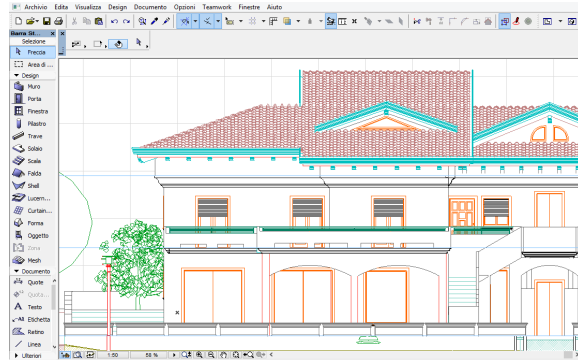 Archivio Edita Visualizza Design Documento Opzioni Teamwork Finestre Aiuto
Barra St...
Selezione
Freccia
Area di ...
Design
Muro
Porta
Finestra
Pilastro
Trave
Solaio
Scala
Falda
Shell
Lucern...
Curtain...
Forma
Oggetto
Zona
Mesh
Documento
Quote
Quota...
Testo
A1 Etichetta
Retino
Linea
Ulteriori
1:50
58 %